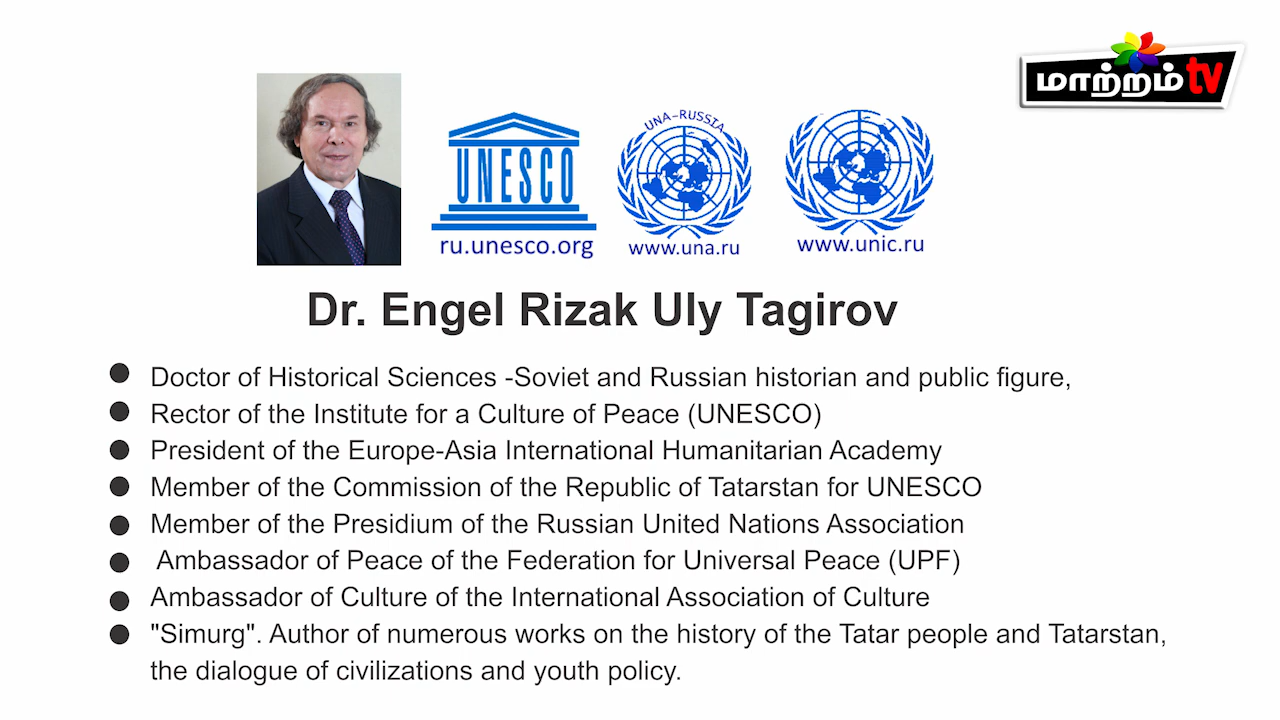 மாற்றம் tv
UNA-RUSSIA
UNESCO
ru.unesco.org
www.una.ru
www.unic.ru
Dr. Engel Rizak Uly Tagirov
● Doctor of Historical Sciences -Soviet and Russian historian and public figure,
● Rector of the Institute for a Culture of Peace (UNESCO)
● President of the Europe-Asia International Humanitarian Academy
● Member of the Commission of the Republic of Tatarstan for UNESCO
● Member of the Presidium of the Russian United Nations Association
● Ambassador of Peace of the Federation for Universal Peace (UPF)
● Ambassador of Culture of the International Association of Culture
● "Simurg". Author of numerous works on the history of the Tatar people and Tatarstan,
the dialogue of civilizations and youth policy.